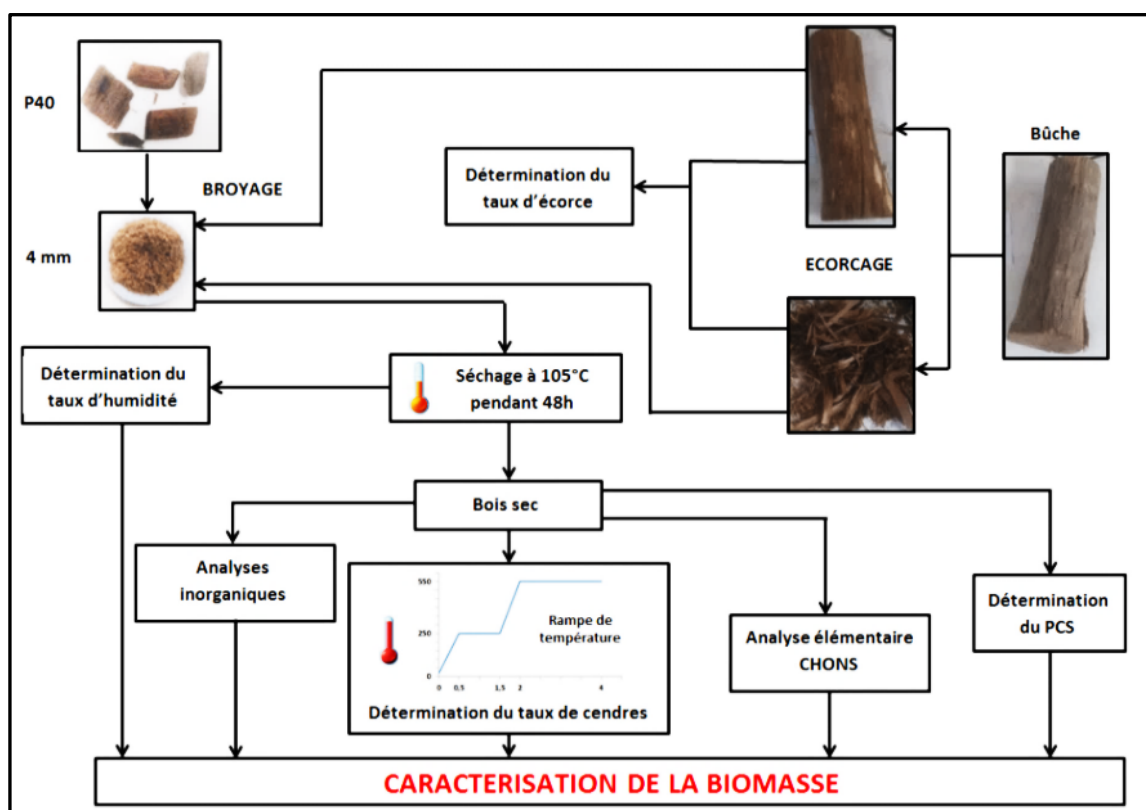 P40
Bûche
BROYAGE
Détermination du
taux d'écorce
4 mm
ECORCAGE
Détermination du
taux d'humidité
Séchage à 105°C
pendant 48h
Bois sec
Analyses
inorganiques
550
250
0
Rampe de
température
0 0,5 1,5 2 4
Détermination du taux de cendres
Analyse élémentaire
CHONS
Détermination
du PCS
CARACTERISATION DE LA BIOMASSE